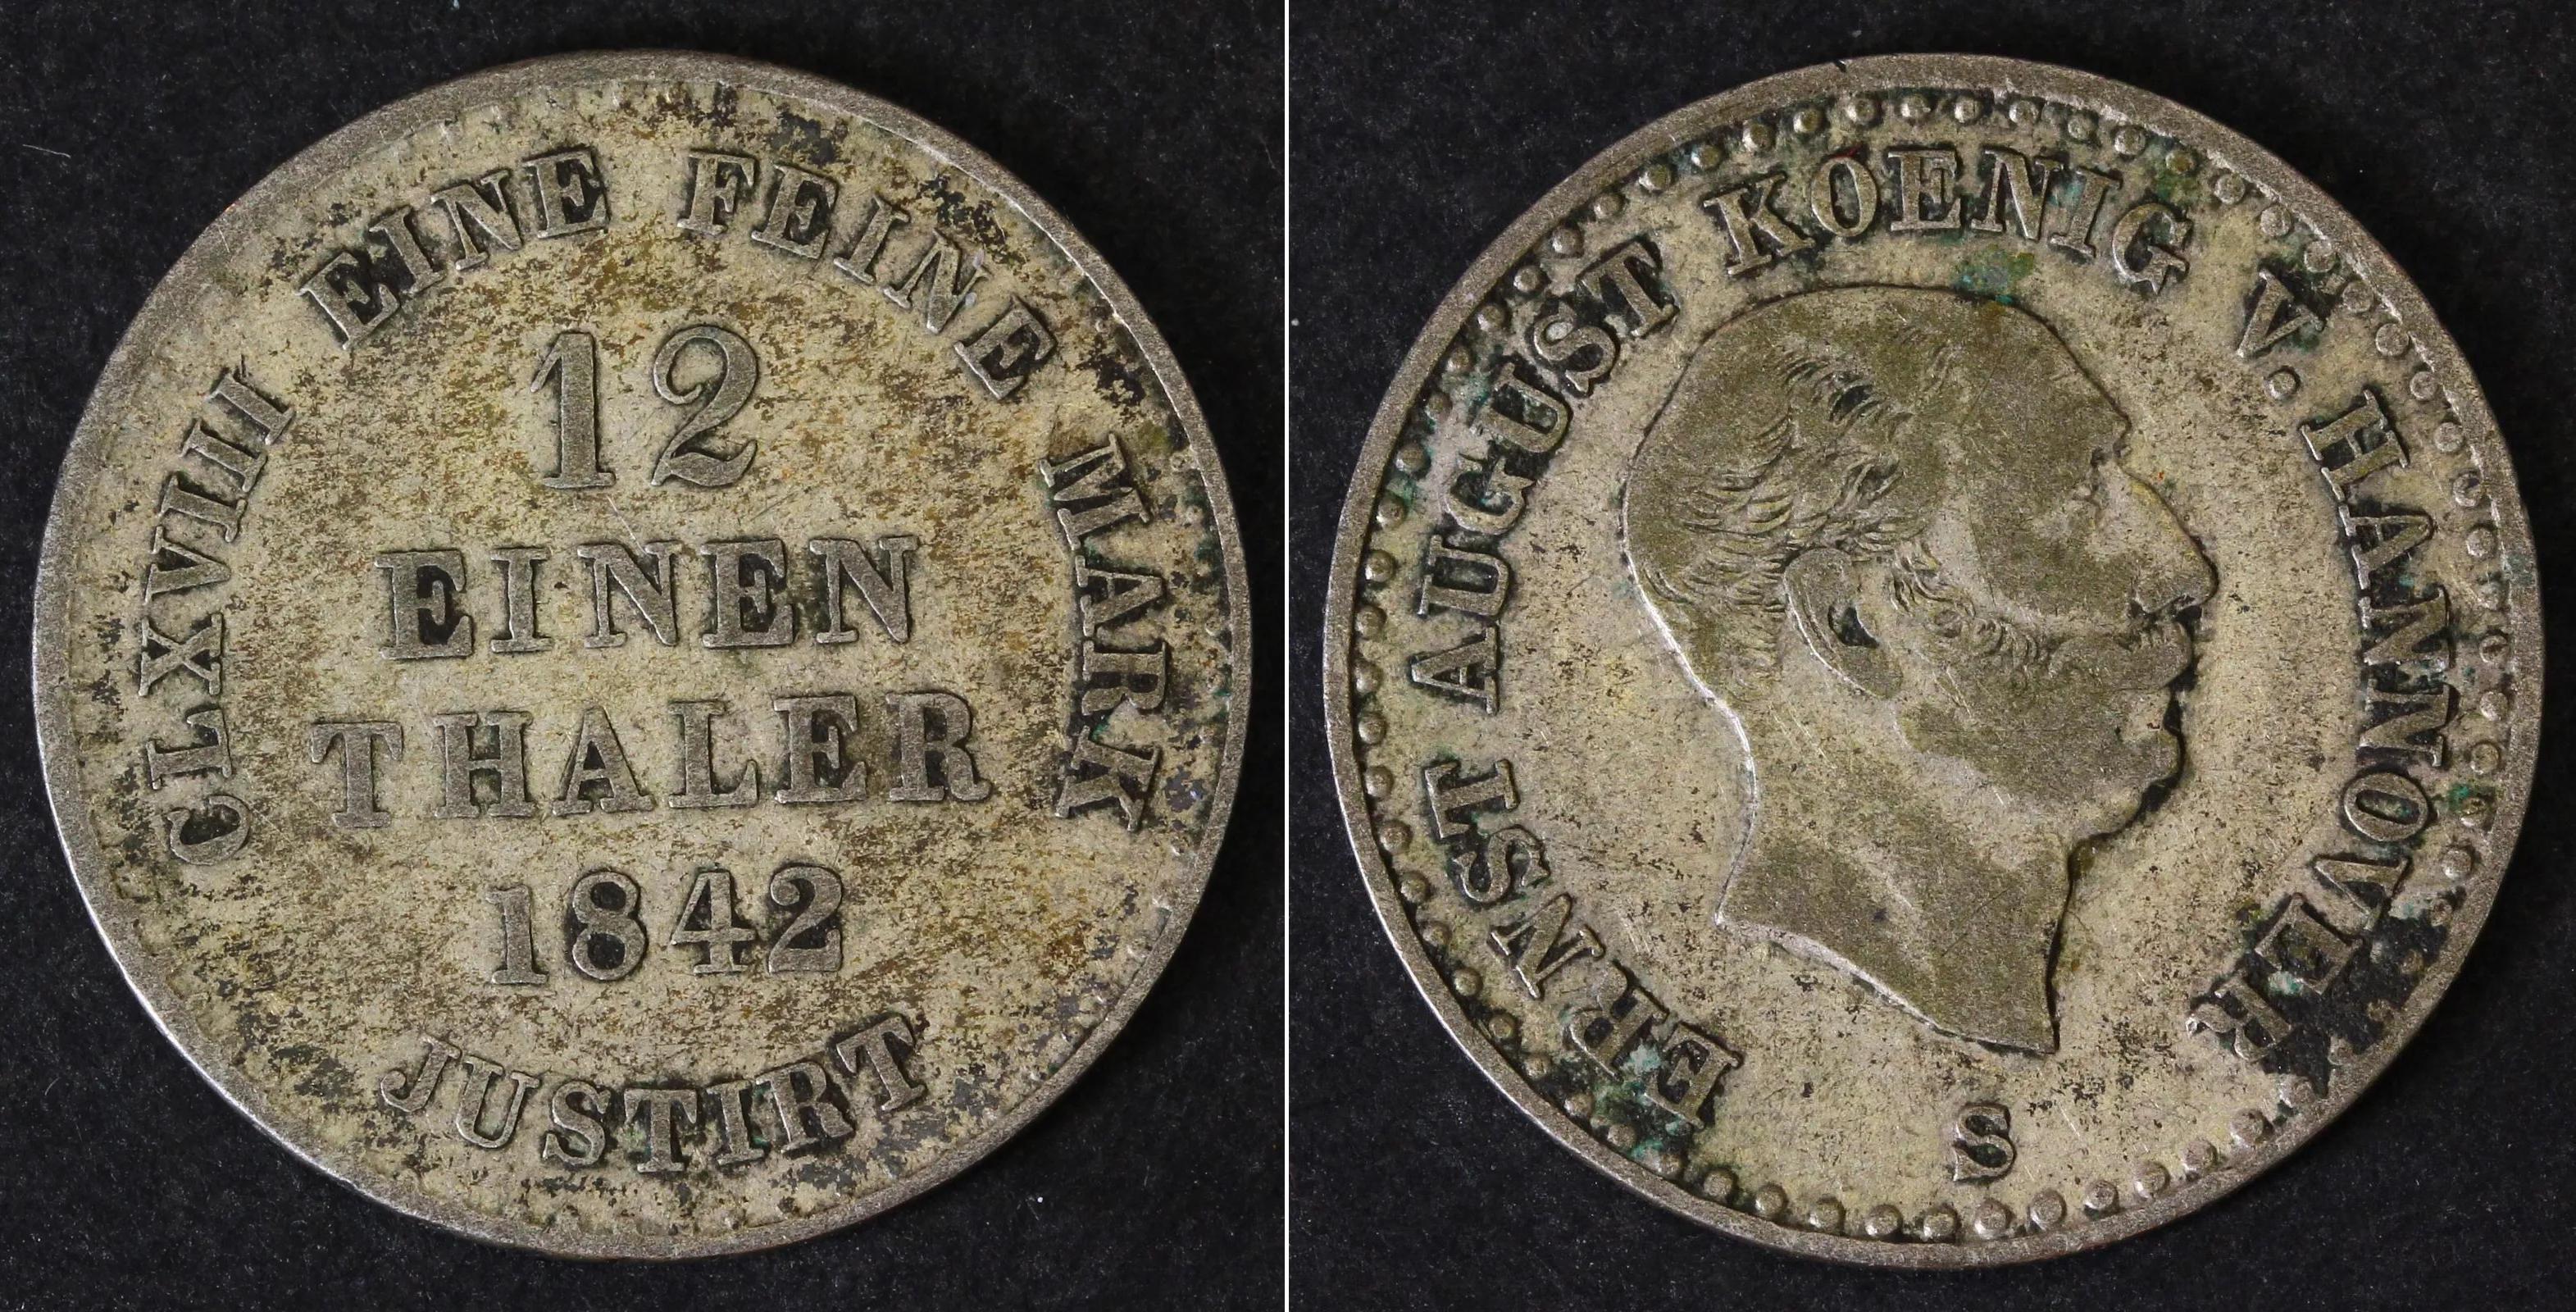 CLXVIII EINE FEINE MARK
12
EINEN
THALER
1842
JUSTIRT
ERNST AUGUST KOENIG V. HANNOVER
S